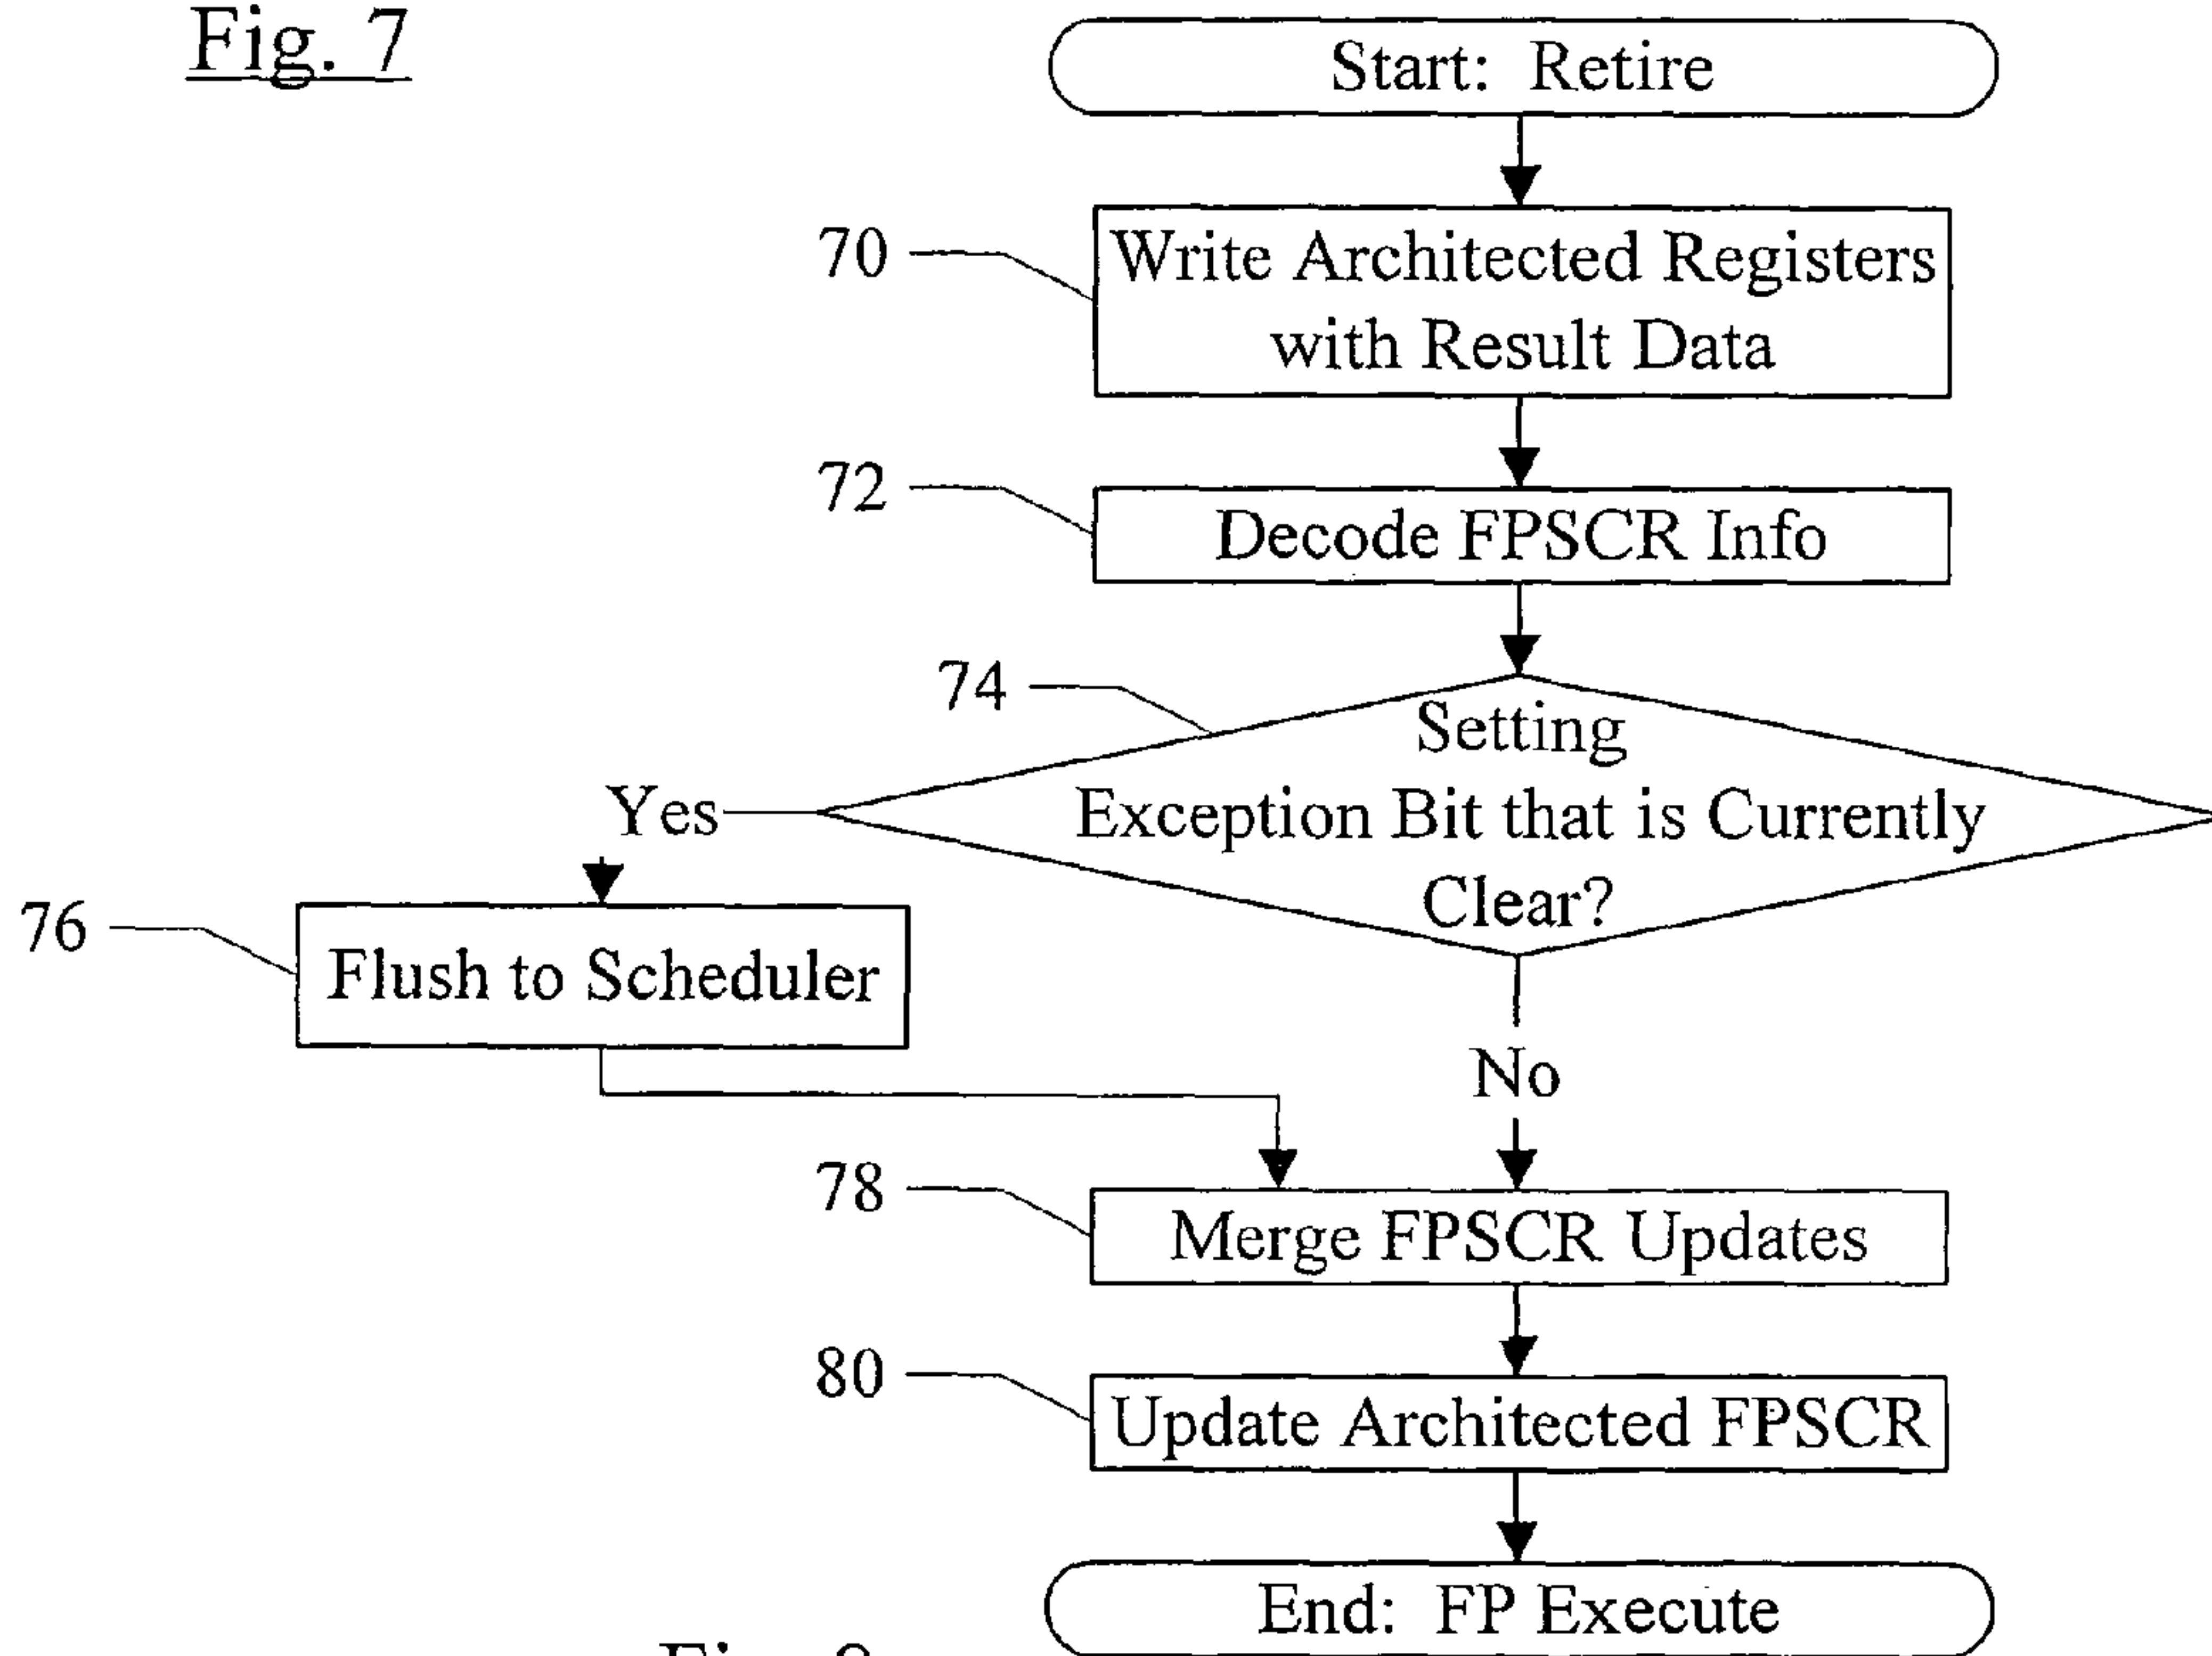 Fig. 7
Start: Retire
70
Write Architected Registers
with Result Data
72
Decode FPSCR Info
74
Setting
Exception Bit that is Currently
Clear?
Yes
76
Flush to Scheduler
No
78
Merge FPSCR Updates
80
Update Architected FPSCR
End: FP Execute